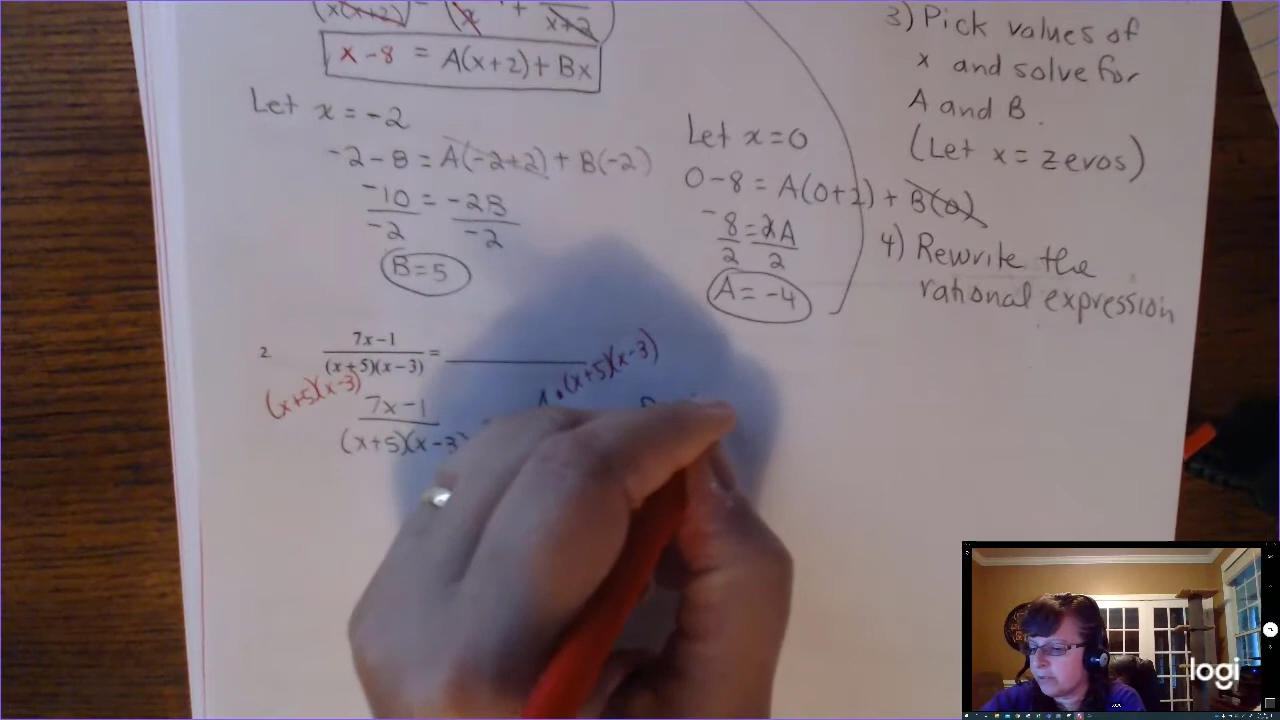 x(x+2) x + x+2
x - 8 = A(x+2) + Bx
Let x = -2
-2 - 8 = A(-2+2) + B(-2)
-10 = -2B
-2 -2
B = 5
Let x = 0
0 - 8 = A(0+2) + B(0)
-8 = 2A
2 2
A = -4
3) Pick values of
x and solve for
A and B.
(Let x = zeros)
4) Rewrite the
rational expression
2. 7x-1
(x+5)(x-3) =
(x+5)(x-3) 7x-1
(x+5)(x-3)
•(x+5)(x-3)
logi